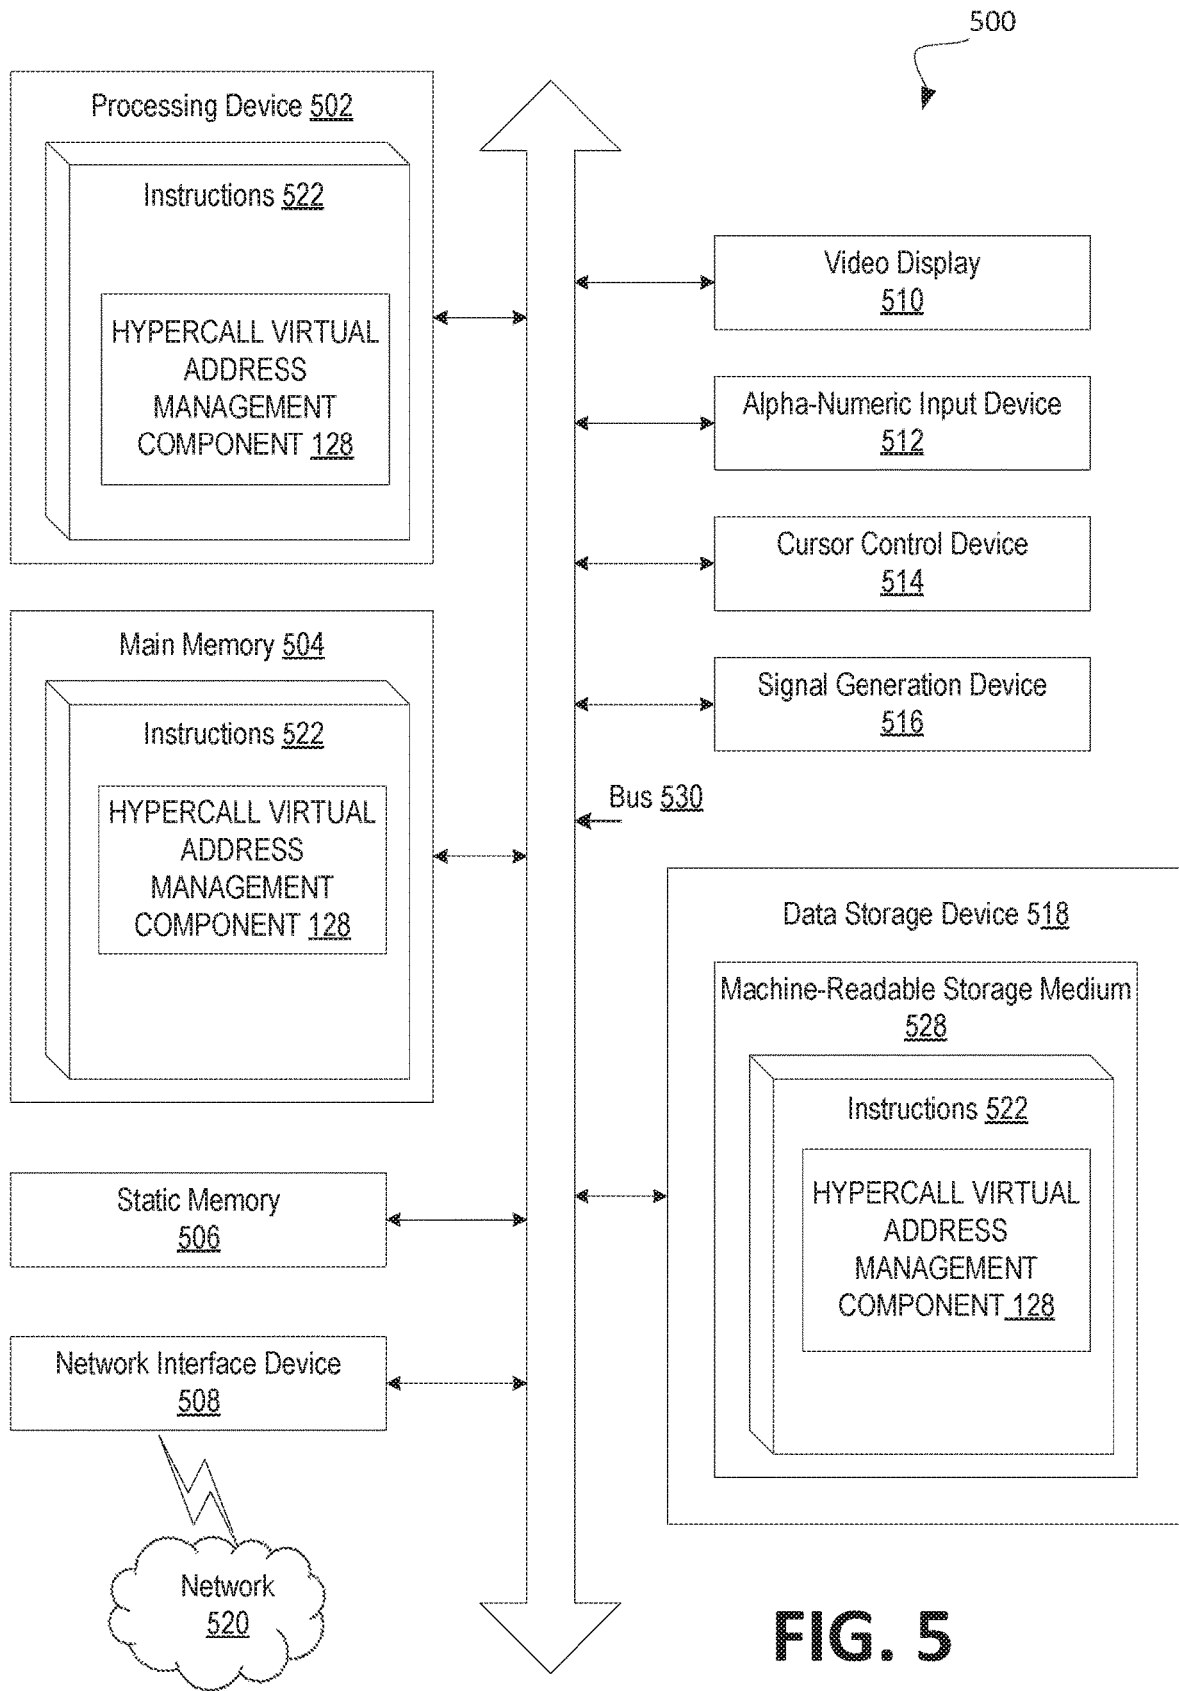 500
Processing Device 502
Instructions 522
HYPERCALL VIRTUAL
ADDRESS
MANAGEMENT
COMPONENT 128
Main Memory 504
Instructions 522
HYPERCALL VIRTUAL
ADDRESS
MANAGEMENT
COMPONENT 128
Static Memory
506
Network Interface Device
508
Network
520
Video Display
510
Alpha-Numeric Input Device
512
Cursor Control Device
514
Signal Generation Device
516
Bus 530
Data Storage Device 518
Machine-Readable Storage Medium
528
Instructions 522
HYPERCALL VIRTUAL
ADDRESS
MANAGEMENT
COMPONENT 128
FIG. 5